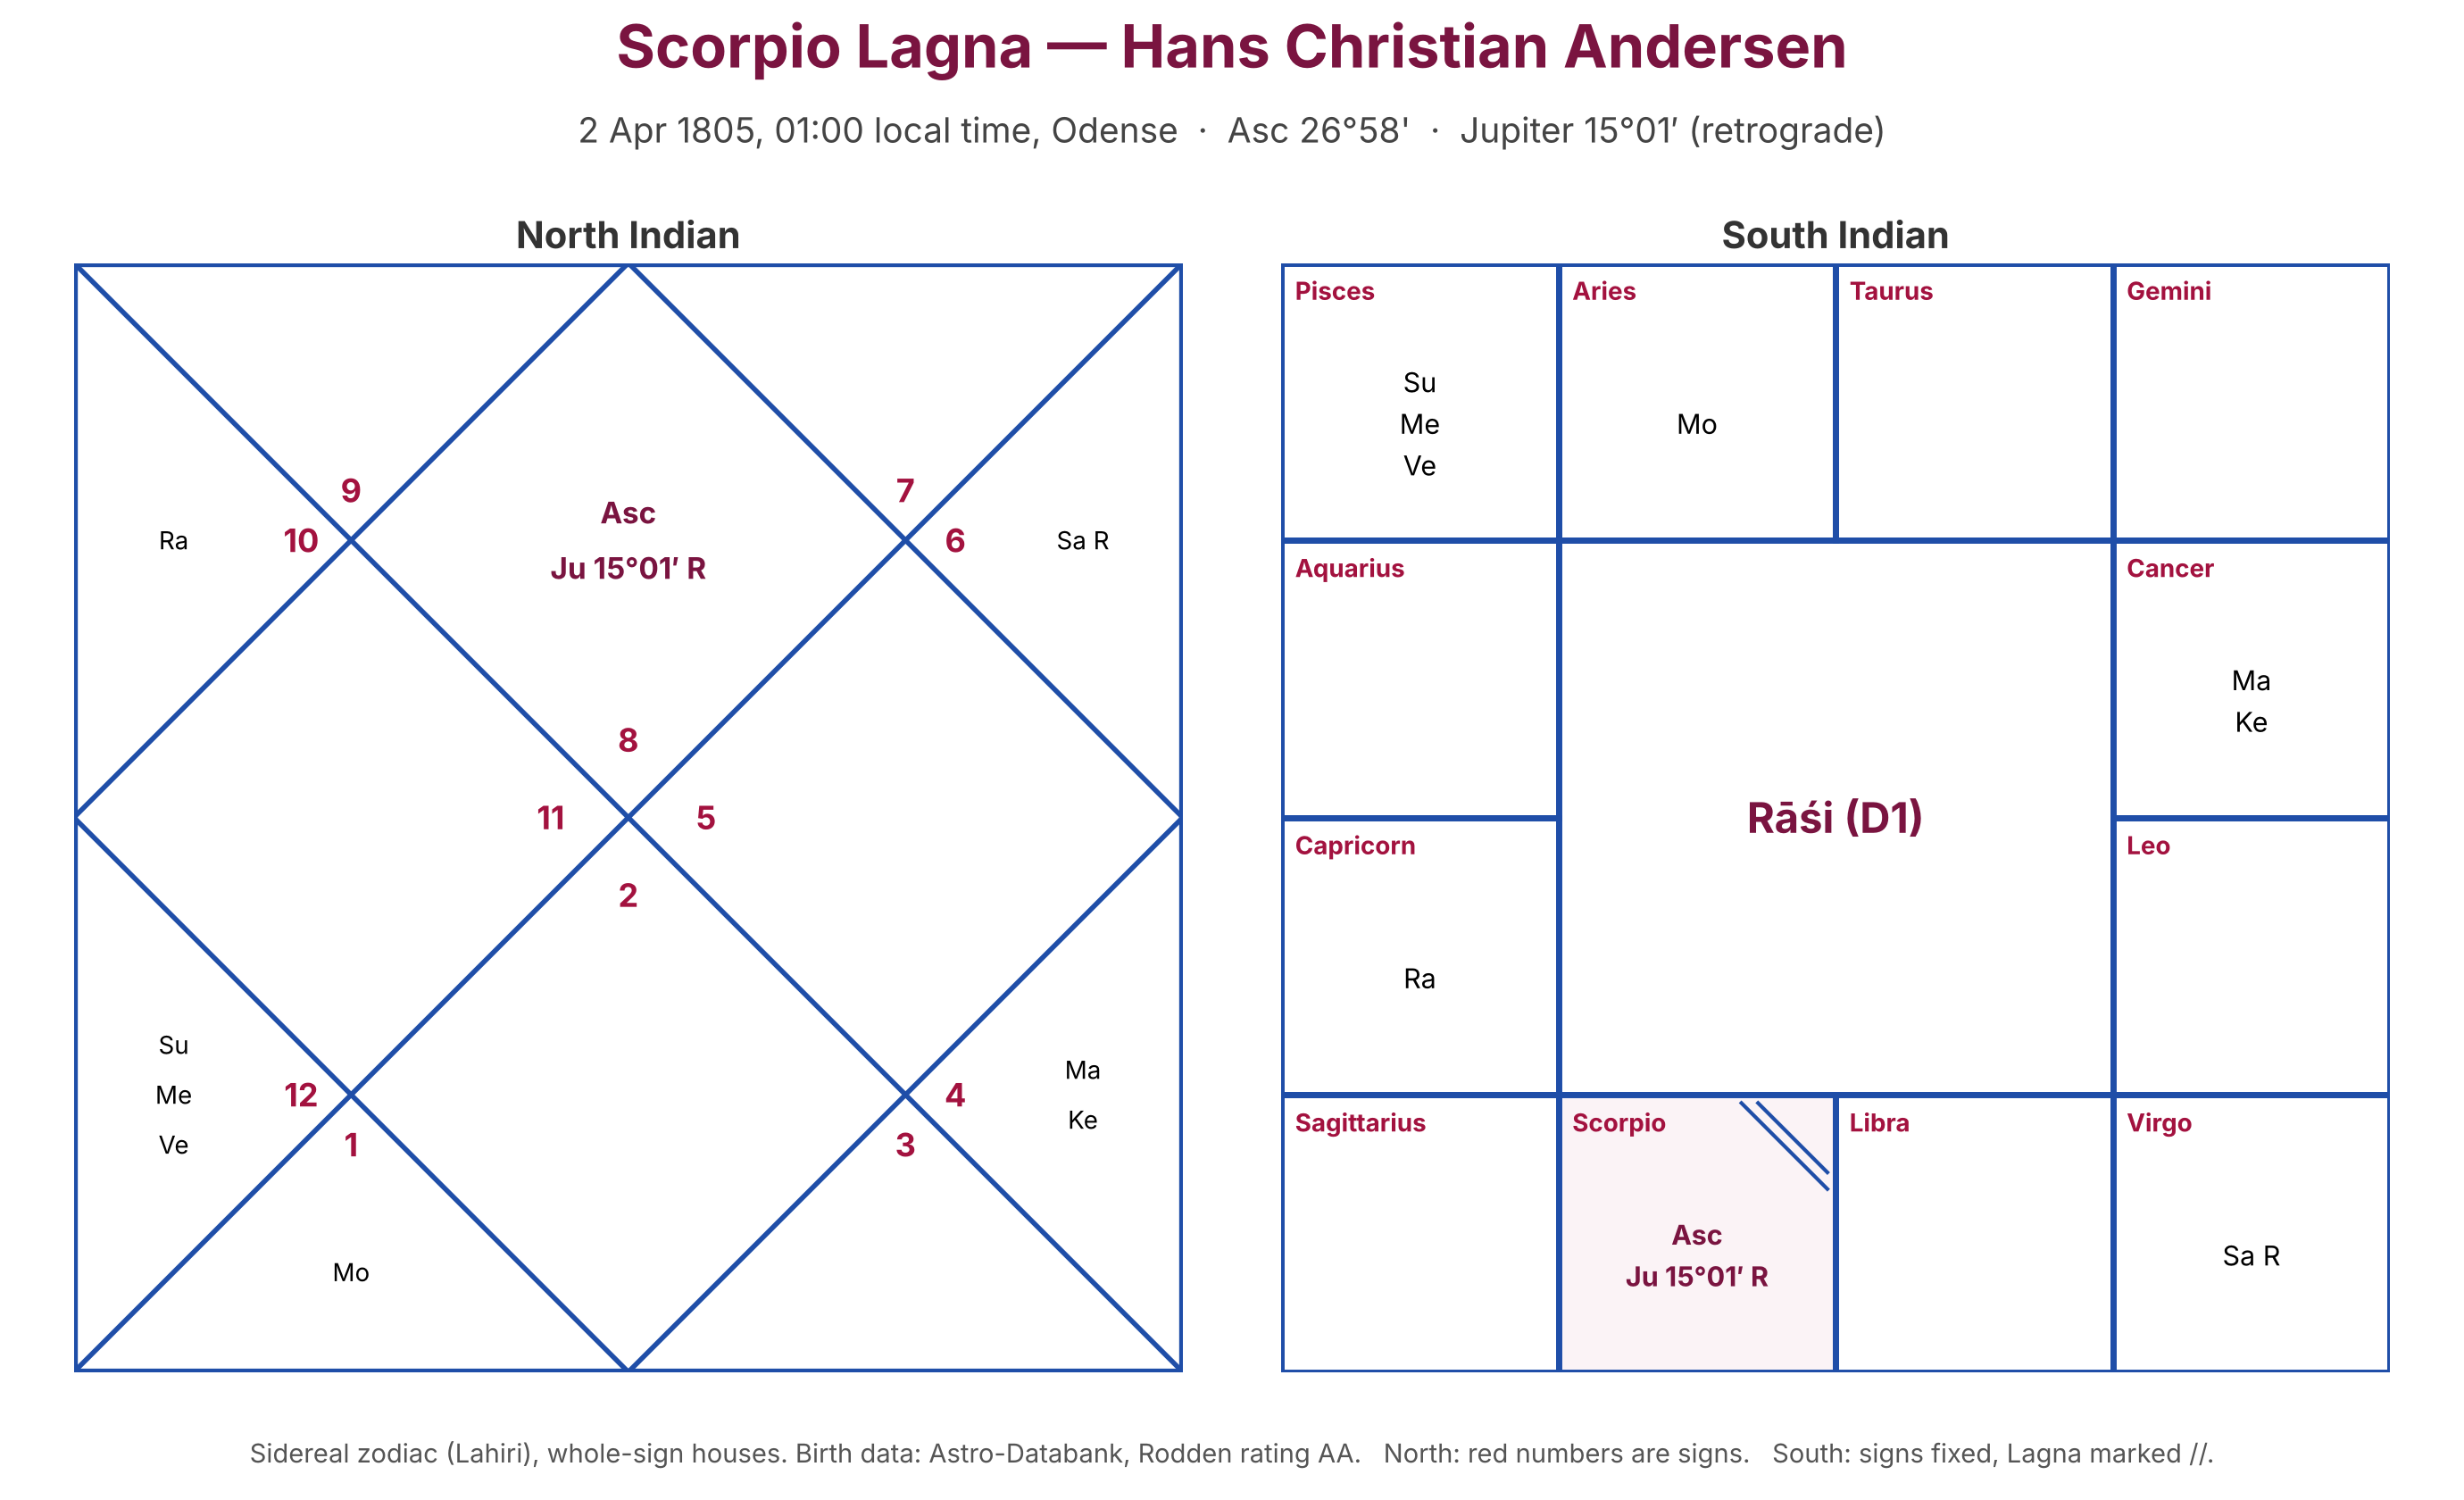 Scorpio Lagna — Hans Christian Andersen
2 Apr 1805, 01:00 local time, Odense · Asc 26°58' · Jupiter 15°01′ (retrograde)
North Indian
9
7
Asc
Ra
10
6
Sa R
Ju 15°01′ R
8
11
5
2
Su
Ma
Me
12
4
Ke
Ve
1
3
Mo
South Indian
Pisces
Aries
Taurus
Gemini
Su
Me
Mo
Ve
Aquarius
Cancer
Ma
Ke
Rāśi (D1)
Capricorn
Leo
Ra
Sagittarius
Scorpio
Libra
Virgo
Asc
Sa R
Ju 15°01′ R
Sidereal zodiac (Lahiri), whole-sign houses. Birth data: Astro-Databank, Rodden rating AA. North: red numbers are signs. South: signs fixed, Lagna marked //.